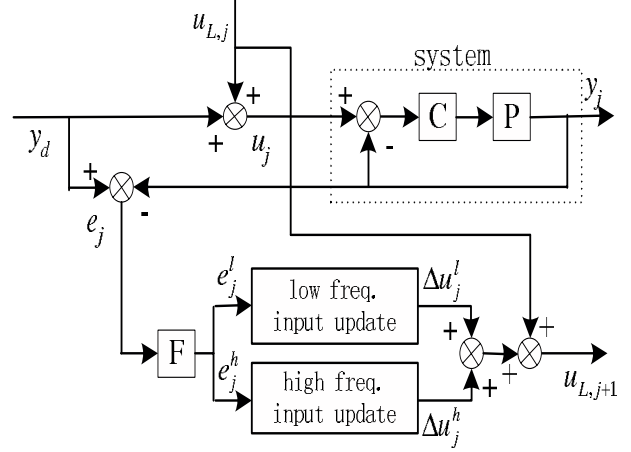 u_{L,j}
system
y_j
+
+
+
C
P
y_d
+
u_j
-
+
-
e_j
e_j^l
low freq.
input update
Δu_j^l
F
+
+
+
+
e_j^h
high freq.
input update
Δu_j^h
u_{L,j+1}